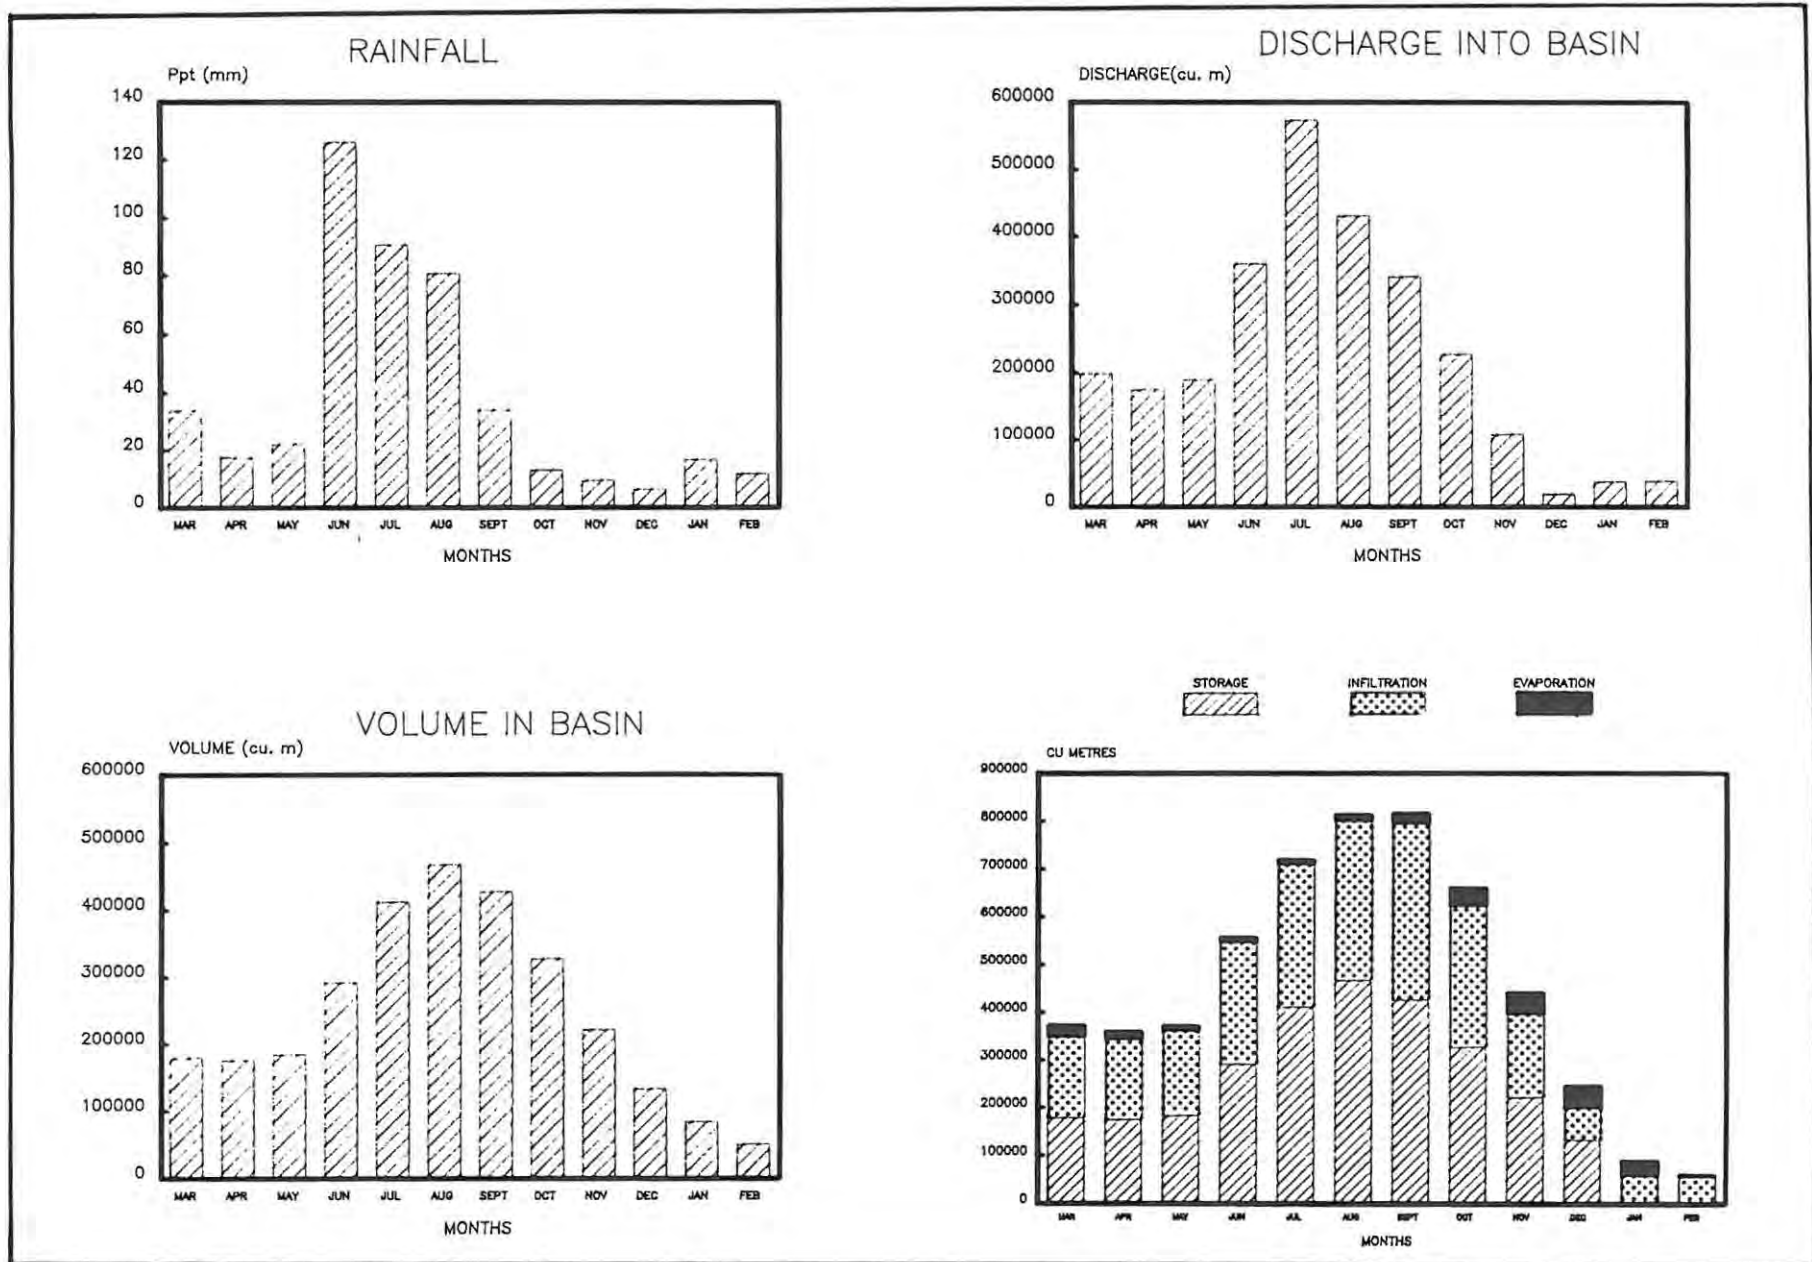 RAINFALL
Ppt (mm)
140
120
100
80
60
40
20
0
MAR APR MAY JUN JUL AUG SEPT OCT NOV DEC JAN FEB
MONTHS
DISCHARGE INTO BASIN
DISCHARGE(cu. m)
600000
500000
400000
300000
200000
100000
0
MAR APR MAY JUN JUL AUG SEPT OCT NOV DEC JAN FEB
MONTHS
VOLUME IN BASIN
VOLUME (cu. m)
600000
500000
400000
300000
200000
100000
0
MAR APR MAY JUN JUL AUG SEPT OCT NOV DEC JAN FEB
MONTHS
STORAGE INFILTRATION EVAPORATION
CU METRES
900000
800000
700000
600000
500000
400000
300000
200000
100000
0
MAR APR MAY JUN JUL AUG SEPT OCT NOV DEC JAN FEB
MONTHS